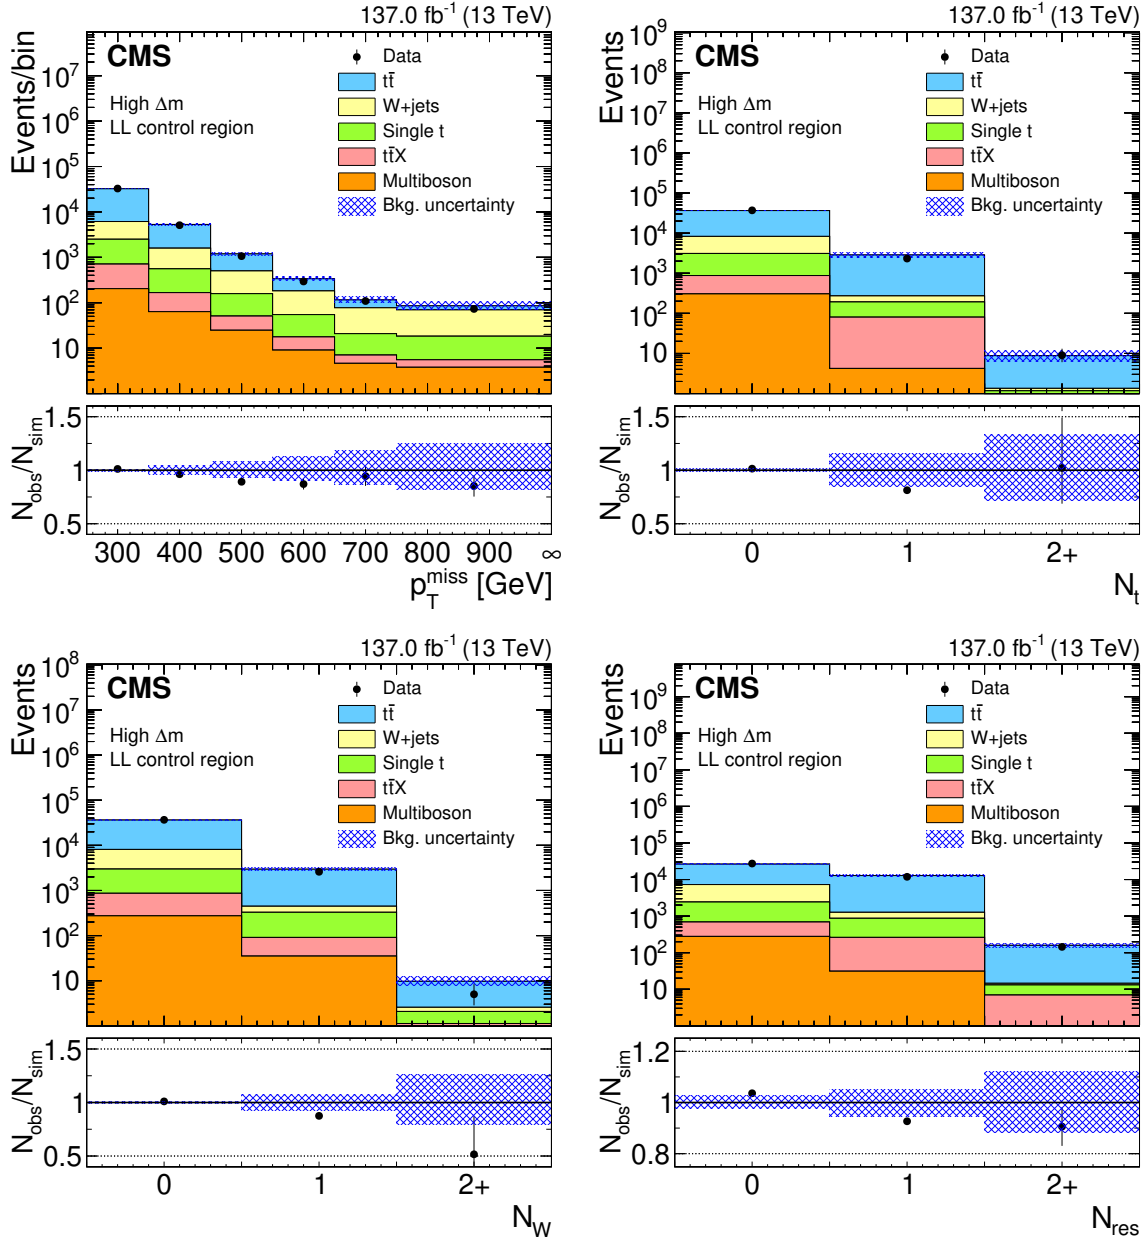 137.0 fb⁻¹ (13 TeV)
Events/bin
CMS
High Δm
LL control region
Data
tt̄
W+jets
Single t
tt̄X
Multiboson
Bkg. uncertainty
10⁷
10⁶
10⁵
10⁴
10³
10²
10
N_obs/N_sim
1.5
1
0.5
300 400 500 600 700 800 900 ∞
p_T^miss [GeV]
137.0 fb⁻¹ (13 TeV)
Events
CMS
High Δm
LL control region
Data
tt̄
W+jets
Single t
tt̄X
Multiboson
Bkg. uncertainty
10⁹
10⁸
10⁷
10⁶
10⁵
10⁴
10³
10²
10
N_obs/N_sim
1.5
1
0.5
0 1 2+
N_t
137.0 fb⁻¹ (13 TeV)
Events
CMS
High Δm
LL control region
Data
tt̄
W+jets
Single t
tt̄X
Multiboson
Bkg. uncertainty
10⁸
10⁷
10⁶
10⁵
10⁴
10³
10²
10
N_obs/N_sim
1.5
1
0.5
0 1 2+
N_W
137.0 fb⁻¹ (13 TeV)
Events
CMS
High Δm
LL control region
Data
tt̄
W+jets
Single t
tt̄X
Multiboson
Bkg. uncertainty
10⁹
10⁸
10⁷
10⁶
10⁵
10⁴
10³
10²
10
N_obs/N_sim
1.2
1
0.8
0 1 2+
N_res